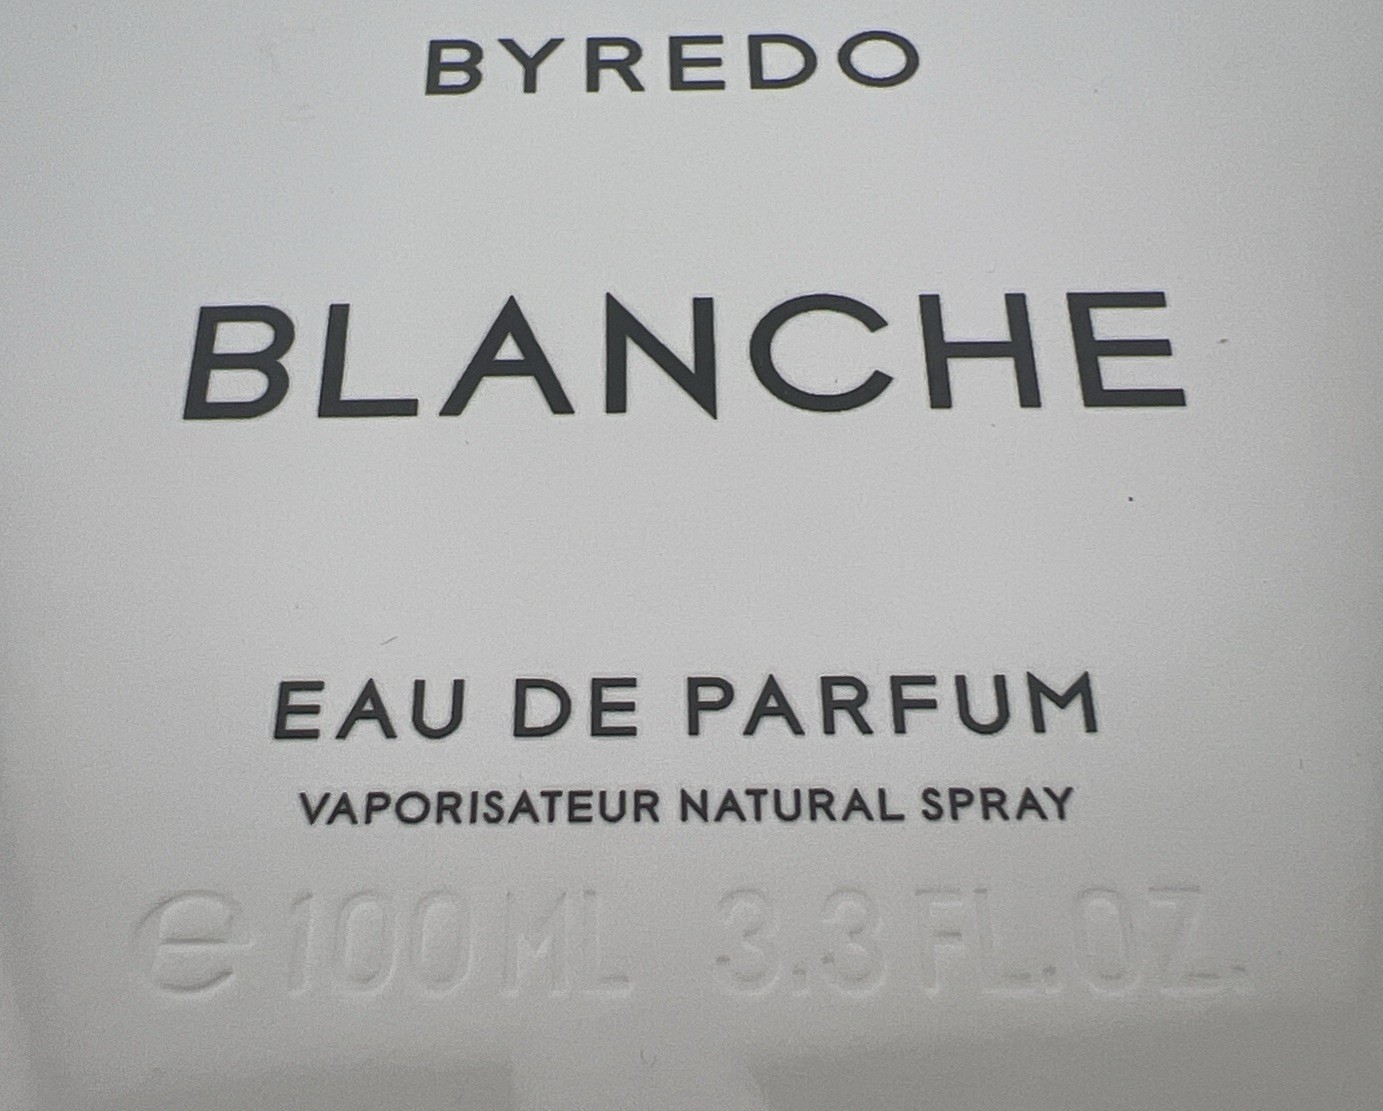 BYREDO
BLANCHE
EAU DE PARFUM
VAPORISATEUR NATURAL SPRAY
℮ 100 ML 3.3 FL.OZ.